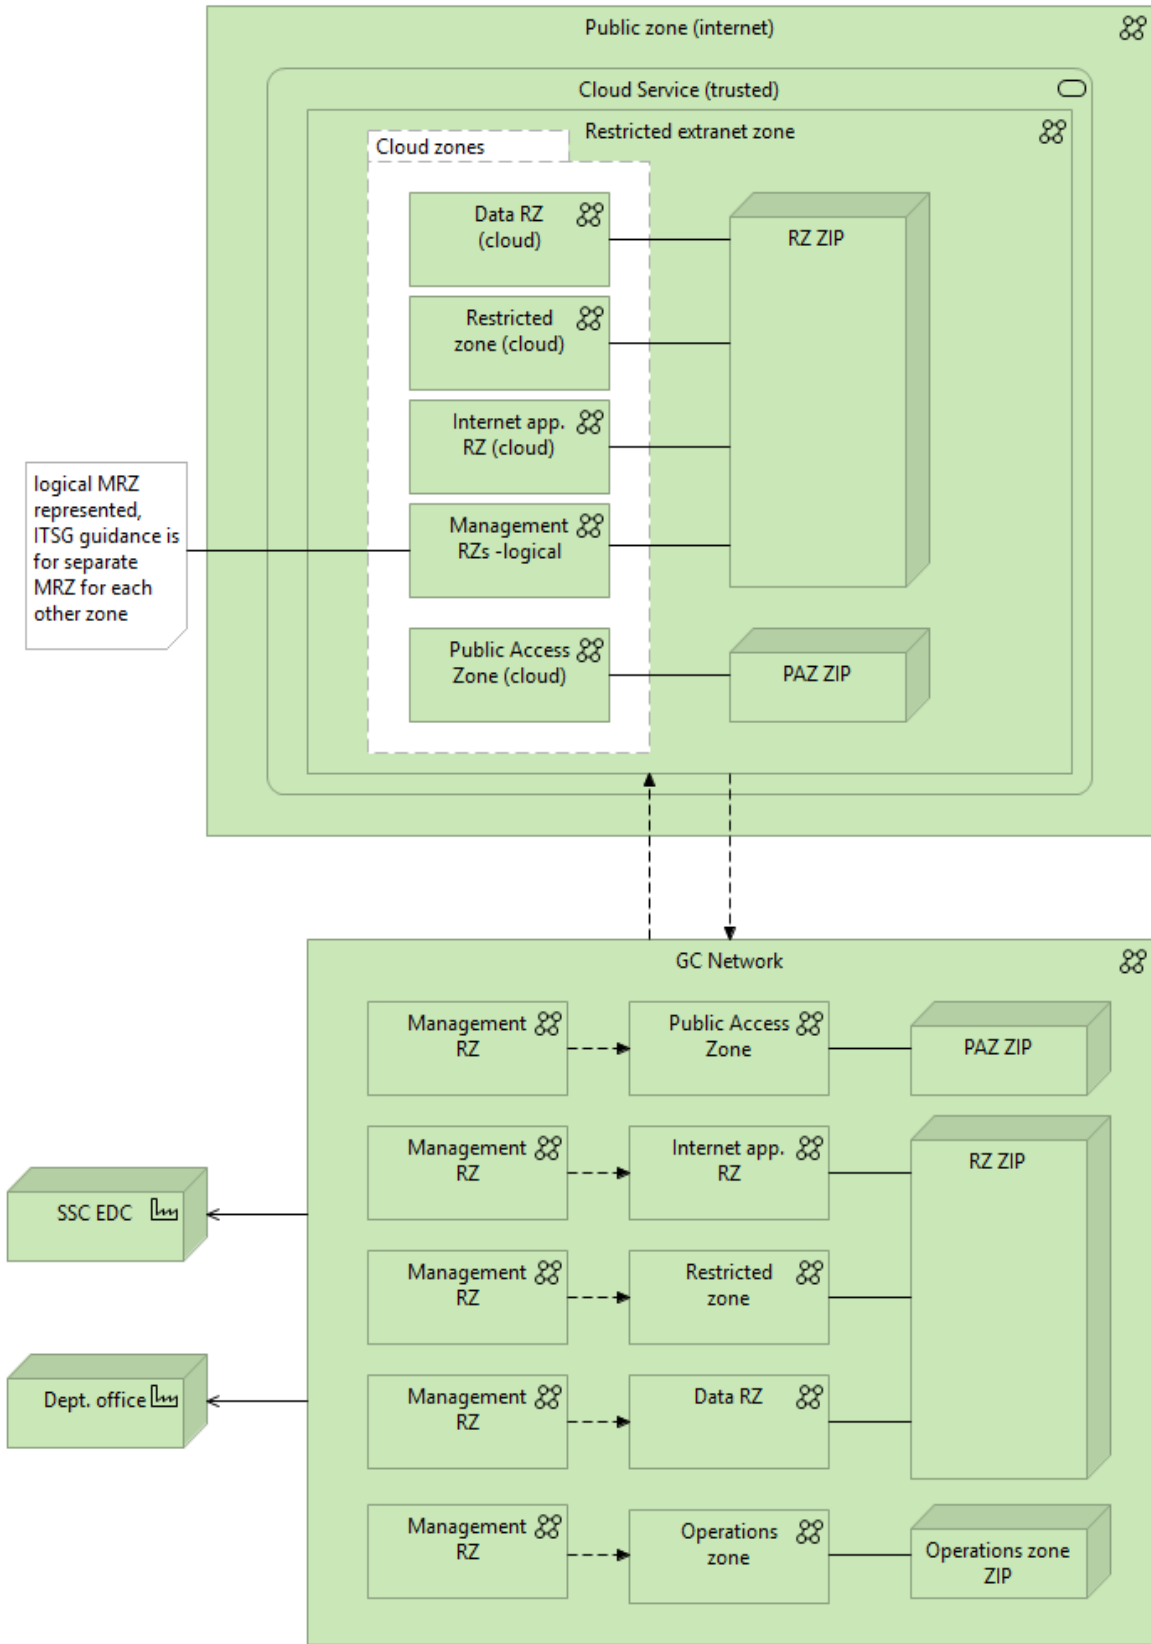 Public zone (internet)
Cloud Service (trusted)
Restricted extranet zone
Cloud zones
Data RZ
(cloud)
RZ ZIP
Restricted
zone (cloud)
Internet app.
RZ (cloud)
logical MRZ
represented,
ITSG guidance is
for separate
MRZ for each
other zone
Management
RZs -logical
Public Access
Zone (cloud)
PAZ ZIP
GC Network
Management
RZ
Public Access
Zone
PAZ ZIP
Management
RZ
Internet app.
RZ
RZ ZIP
SSC EDC
Management
RZ
Restricted
zone
Dept. office
Management
RZ
Data RZ
Management
RZ
Operations
zone
Operations zone
ZIP